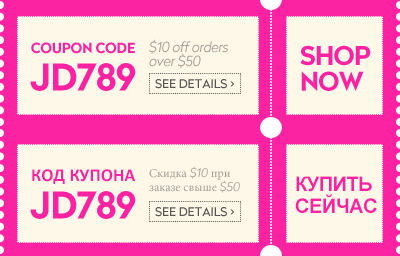 COUPON CODE
JD789
$10 off orders
over $50
SEE DETAILS >
SHOP
NOW
КОД КУПОНА
JD789
Скидка $10 при
заказе свыше $50
SEE DETAILS >
КУПИТЬ
СЕЙЧАС